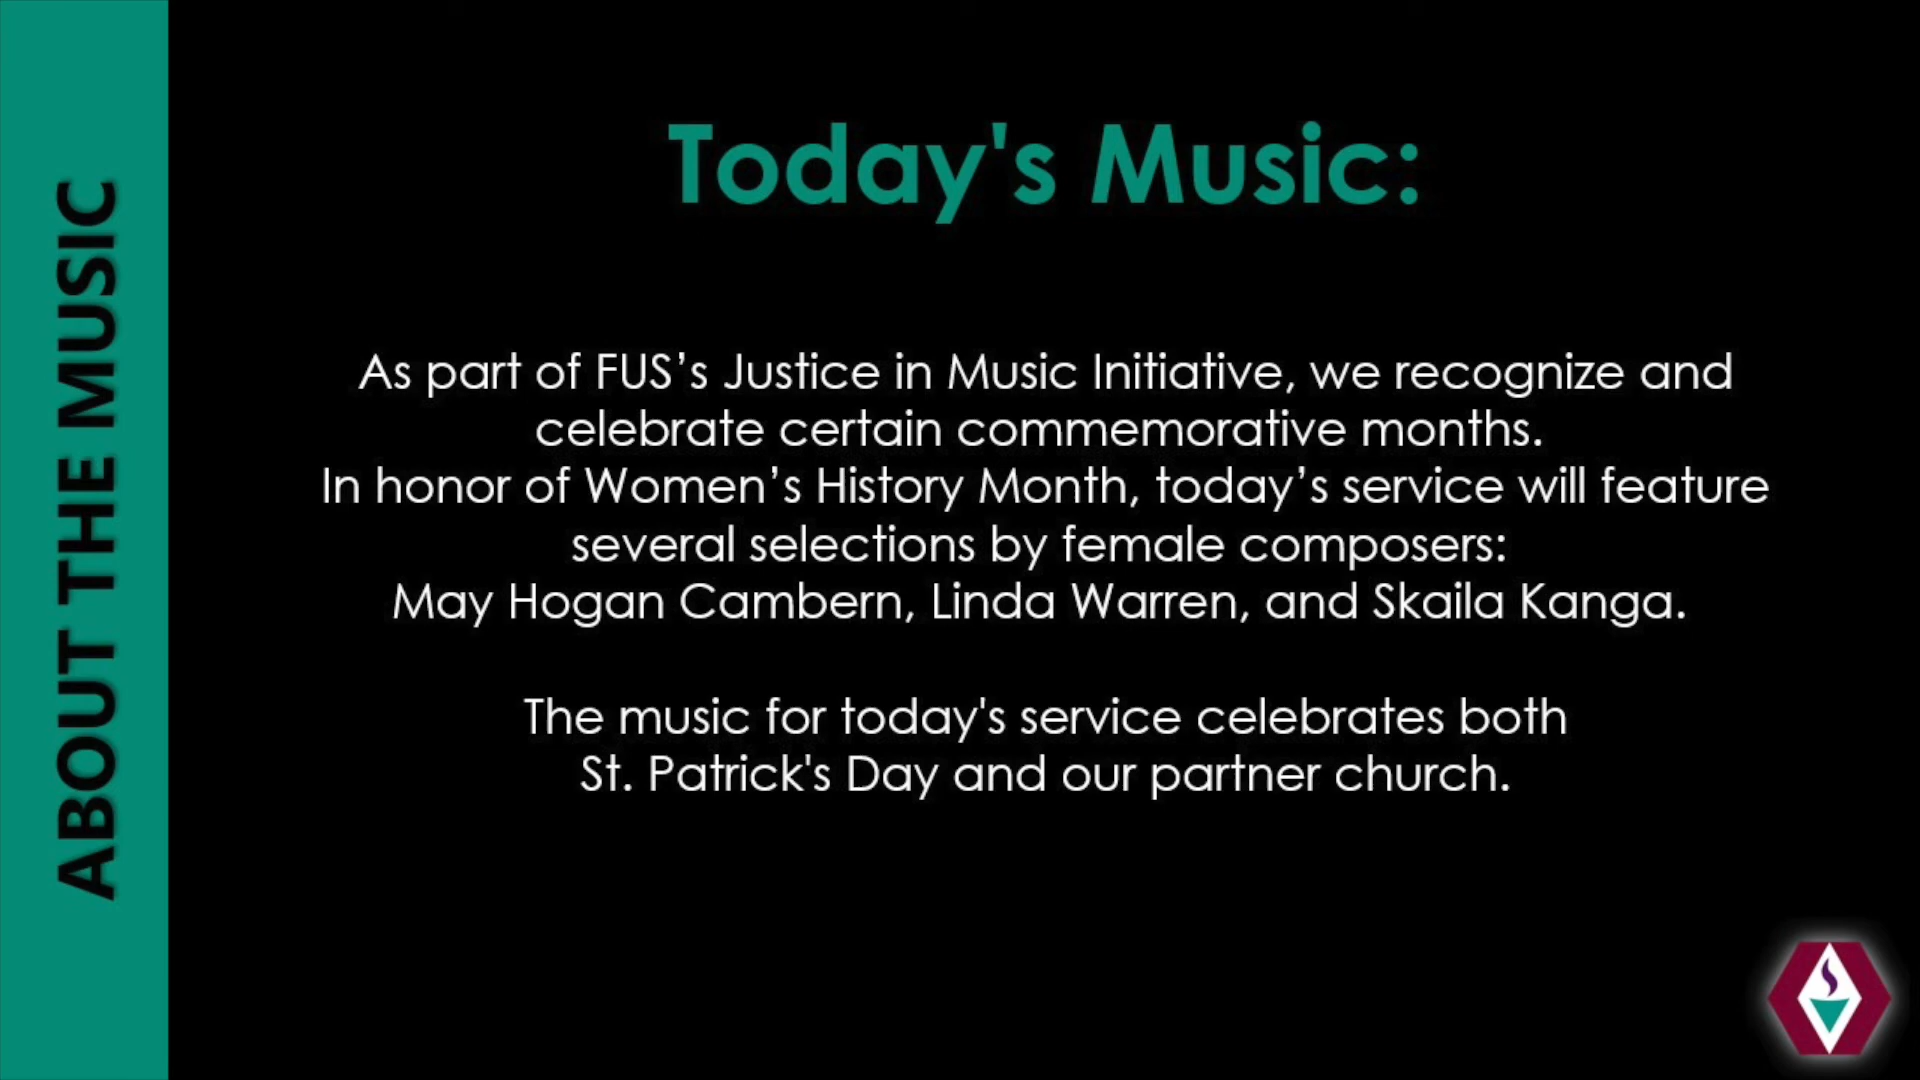 ABOUT THE MUSIC
Today's Music:
As part of FUS’s Justice in Music Initiative, we recognize and
celebrate certain commemorative months.
In honor of Women’s History Month, today’s service will feature
several selections by female composers:
May Hogan Cambern, Linda Warren, and Skaila Kanga.
The music for today's service celebrates both
St. Patrick's Day and our partner church.